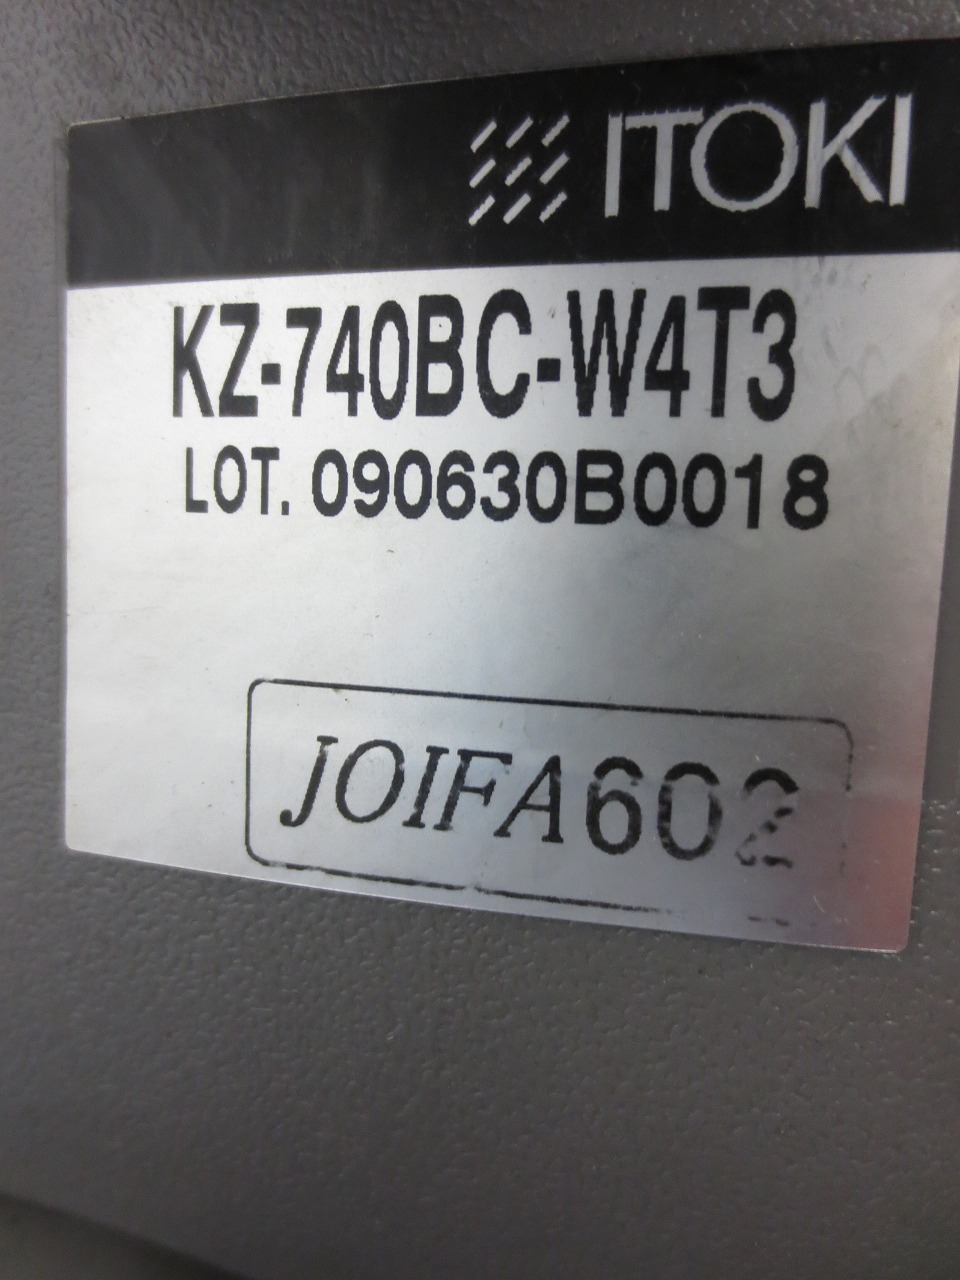 ITOKI
KZ-740BC-W4T3
LOT. 090630B0018
JOIFA602